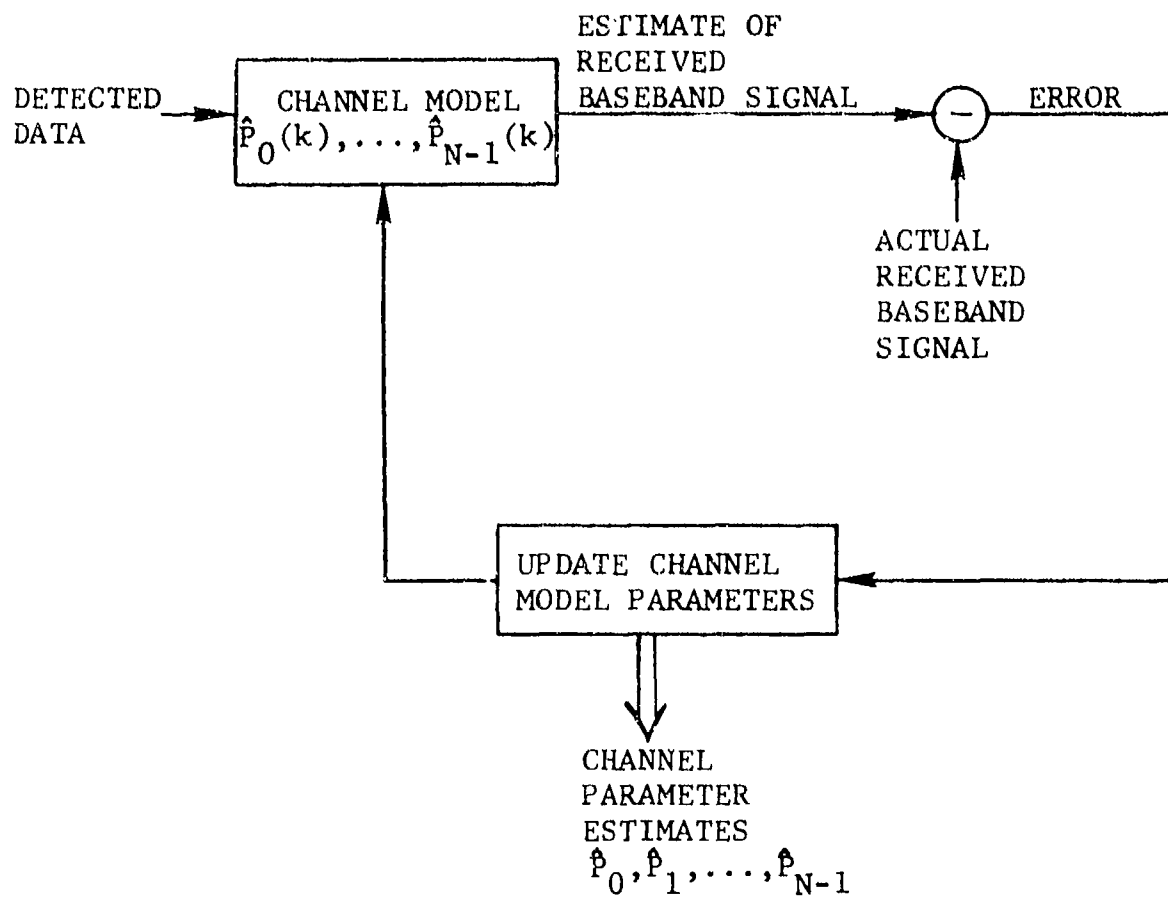 ESTIMATE OF
RECEIVED
BASEBAND SIGNAL
DETECTED
DATA
CHANNEL MODEL
P̂₀(k),...,P̂_{N-1}(k)
ERROR
-
ACTUAL
RECEIVED
BASEBAND
SIGNAL
UPDATE CHANNEL
MODEL PARAMETERS
CHANNEL
PARAMETER
ESTIMATES
P̂₀,P̂₁,...,P̂_{N-1}